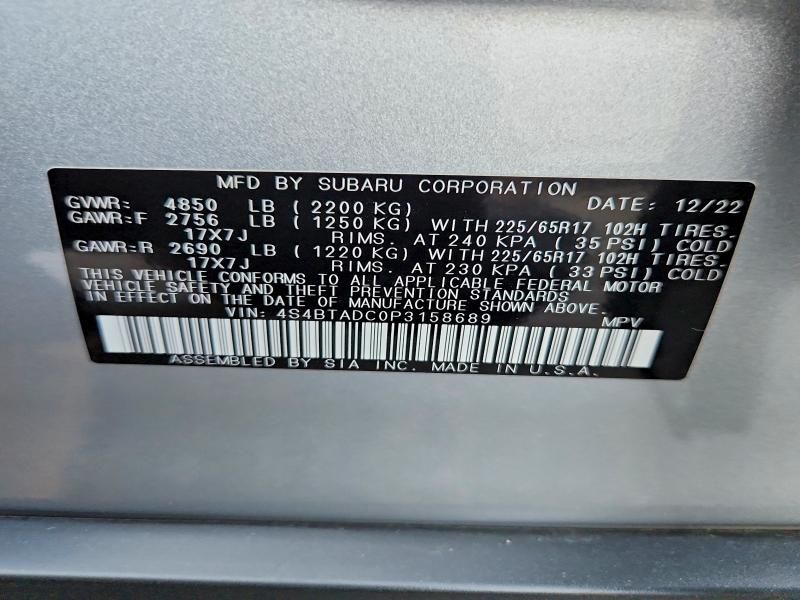 MFD BY SUBARU CORPORATION DATE: 12/22
GVWR: 4850 LB (2200 KG)
GAWR:F 2756 LB (1250 KG) WITH 225/65R17 102H TIRES.
17X7J RIMS. AT 240 KPA (35 PSI) COLD
GAWR:R 2690 LB (1220 KG) WITH 225/65R17 102H TIRES.
17X7J RIMS. AT 230 KPA (33 PSI) COLD
THIS VEHICLE CONFORMS TO ALL APPLICABLE FEDERAL MOTOR
VEHICLE SAFETY AND THEFT PREVENTION STANDARDS
IN EFFECT ON THE DATE OF MANUFACTURE SHOWN ABOVE.
VIN: 4S4BTADC0P3158689 MPV
ASSEMBLED BY SIA INC. MADE IN U.S.A.